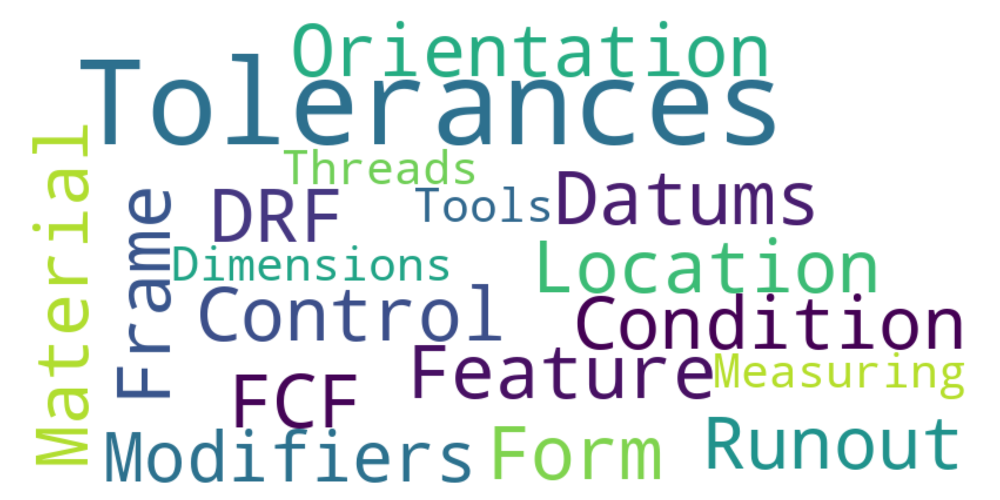 Orientation
Tolerances
Material
Threads
Frame
DRF
Tools
Datums
Dimensions
Location
Control
Condition
Feature
Measuring
FCF
Modifiers
Form
Runout